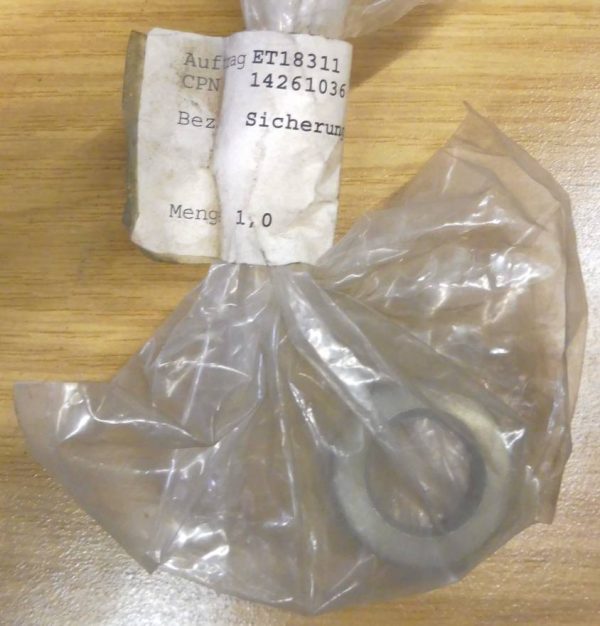 Auftrag ET18311
CPN 14261036
Bez. Sicherung
Meng 1,0